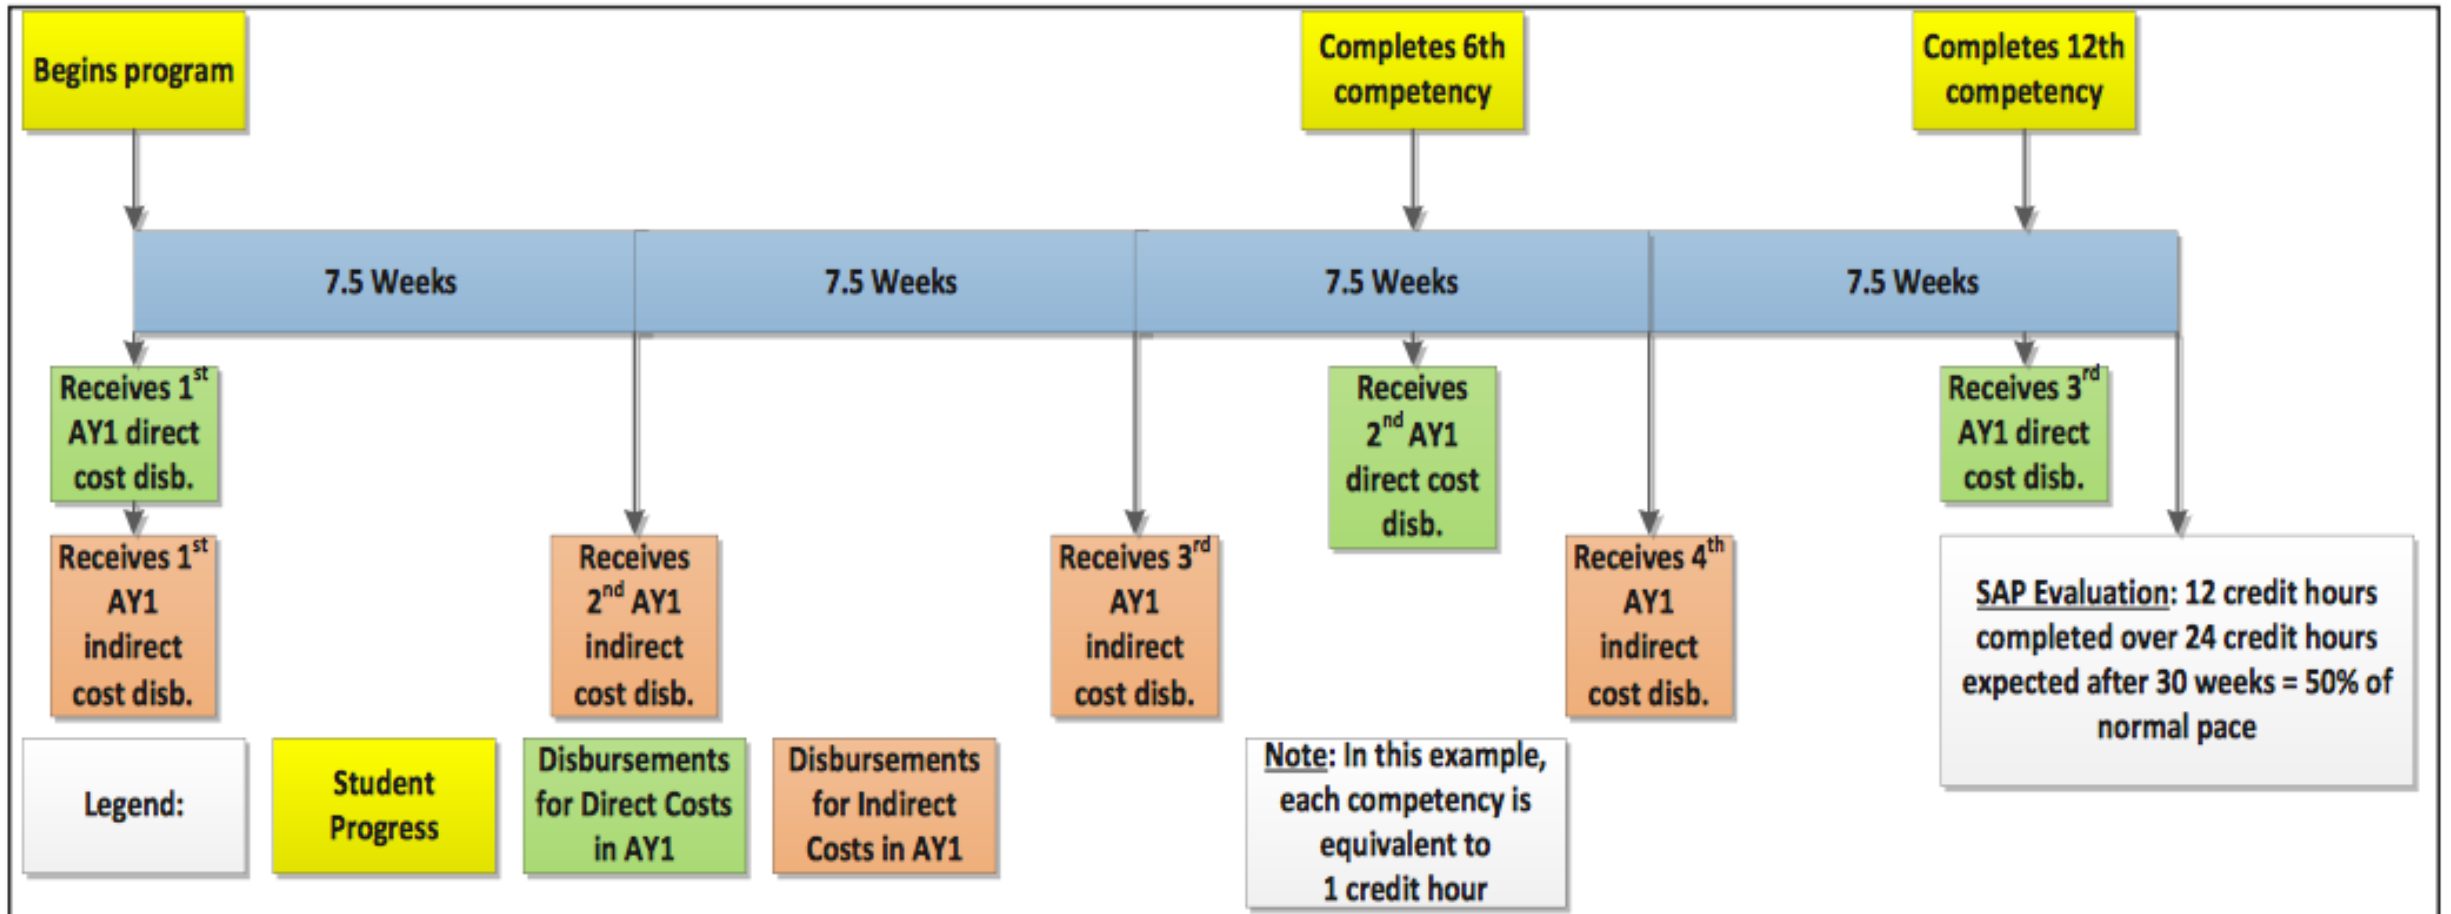 Begins program
Completes 6th
competency
Completes 12th
competency
7.5 Weeks
7.5 Weeks
7.5 Weeks
7.5 Weeks
Receives 1st
AY1 direct
cost disb.
Receives
2nd AY1
direct cost
disb.
Receives 3rd
AY1 direct
cost disb.
Receives 1st
AY1
indirect
cost disb.
Receives
2nd AY1
indirect
cost disb.
Receives 3rd
AY1
indirect
cost disb.
Receives 4th
AY1
indirect
cost disb.
SAP Evaluation: 12 credit hours
completed over 24 credit hours
expected after 30 weeks = 50% of
normal pace
Legend:
Student
Progress
Disbursements
for Direct Costs
in AY1
Disbursements
for Indirect
Costs in AY1
Note: In this example,
each competency is
equivalent to
1 credit hour